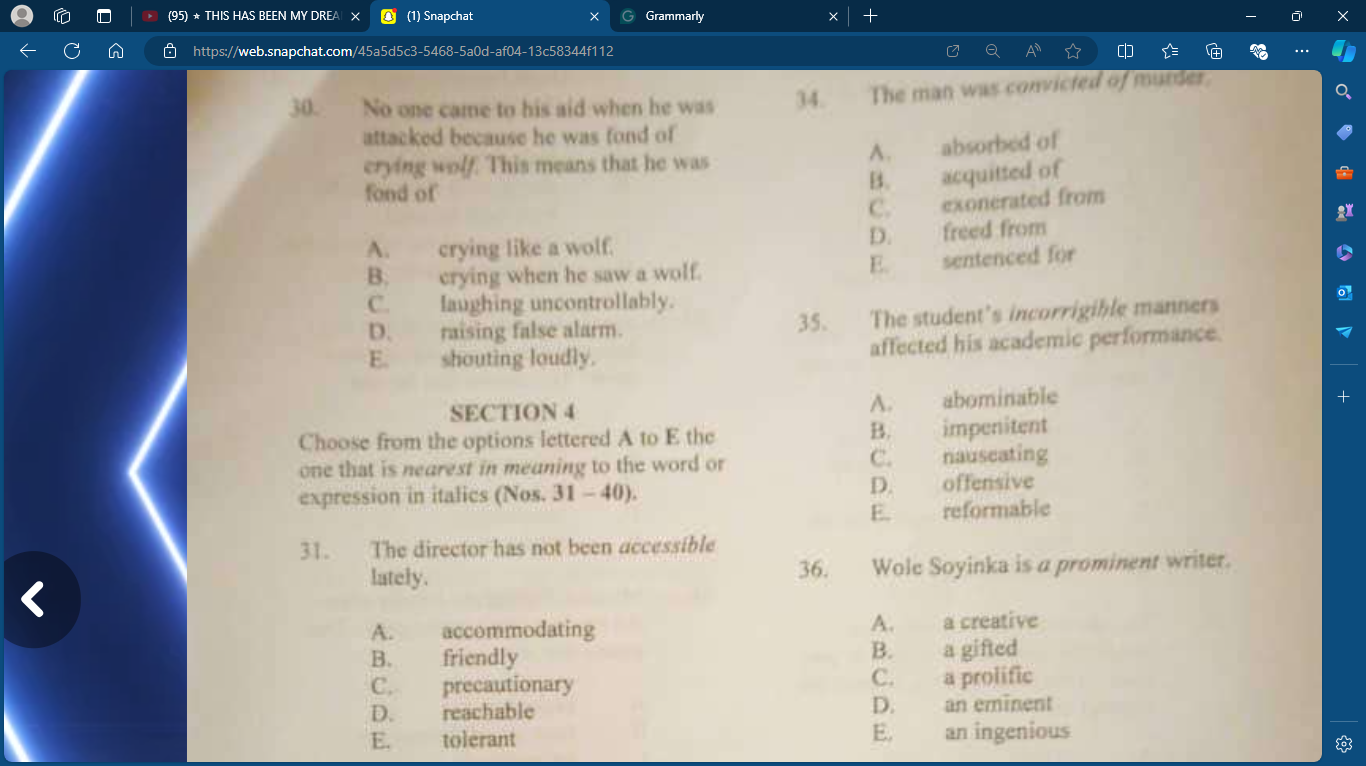 (95) ★ THIS HAS BEEN MY DREA
(1) Snapchat
Grammarly
https://web.snapchat.com/45a5d5c3-5468-5a0d-af04-13c58344f112
30. No one came to his aid when he was
attacked because he was fond of
crying wolf. This means that he was
fond of
A. crying like a wolf.
B. crying when he saw a wolf.
C. laughing uncontrollably.
D. raising false alarm.
E. shouting loudly.
SECTION 4
Choose from the options lettered A to E the
one that is nearest in meaning to the word or
expression in italics (Nos. 31 – 40).
31. The director has not been accessible
lately.
A. accommodating
B. friendly
C. precautionary
D. reachable
E. tolerant
34. The man was convicted of murder.
A. absorbed of
B. acquitted of
C. exonerated from
D. freed from
E. sentenced for
35. The student's incorrigible manners
affected his academic performance.
A. abominable
B. impenitent
C. nauseating
D. offensive
E. reformable
36. Wole Soyinka is a prominent writer.
A. a creative
B. a gifted
C. a prolific
D. an eminent
E. an ingenious